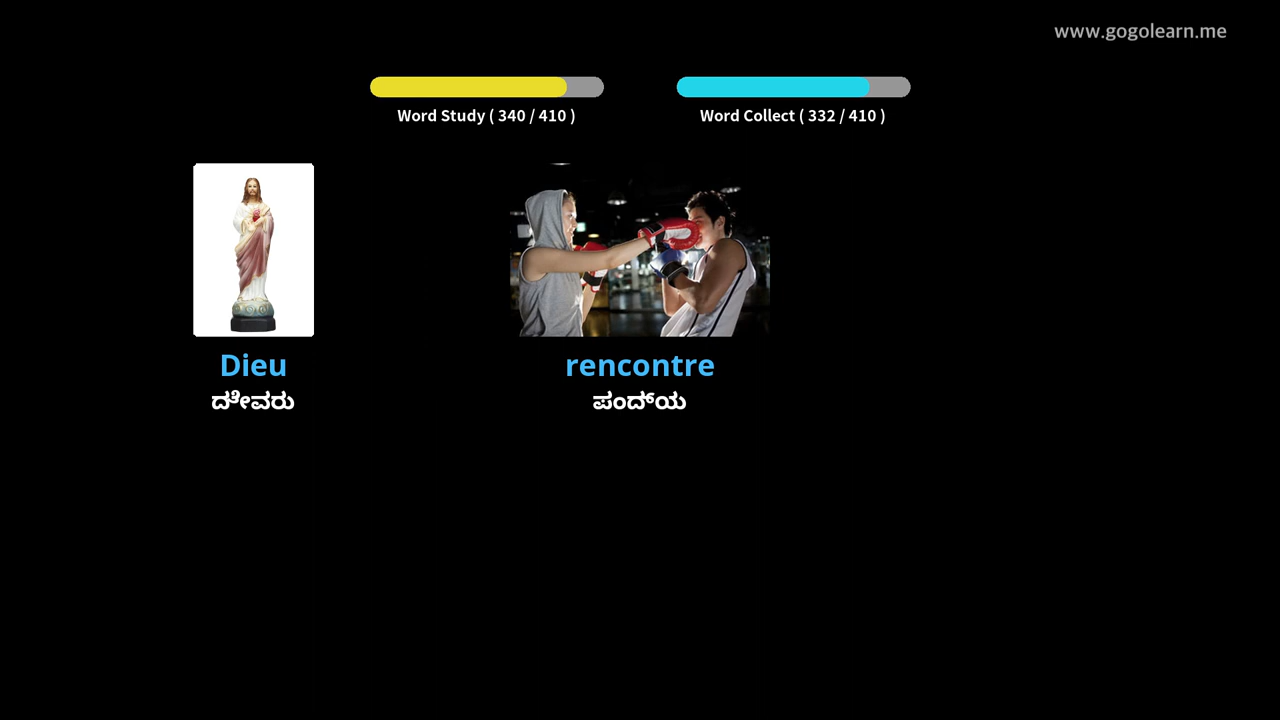 www.gogolearn.me
Word Study ( 340 / 410 )
Word Collect ( 332 / 410 )
Dieu
ದೇವರು
rencontre
ಪಂದ್ಯ